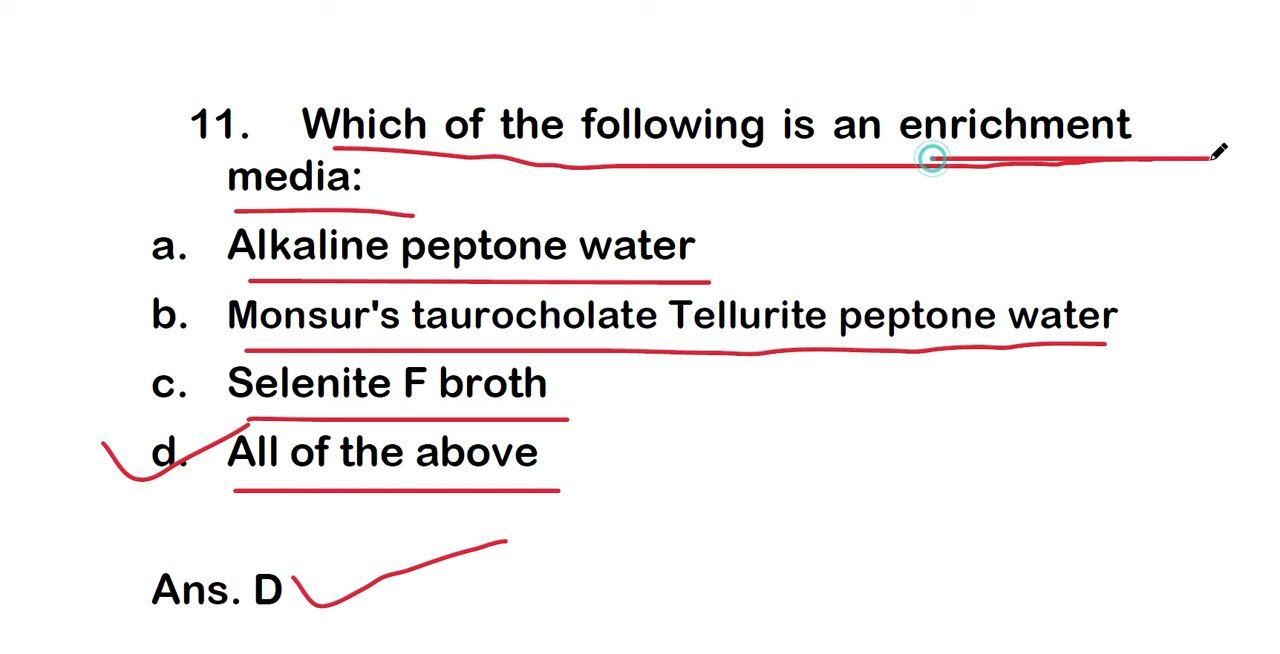 11. Which of the following is an enrichment
media:
a. Alkaline peptone water
b. Monsur's taurocholate Tellurite peptone water
c. Selenite F broth
d. All of the above
Ans. D